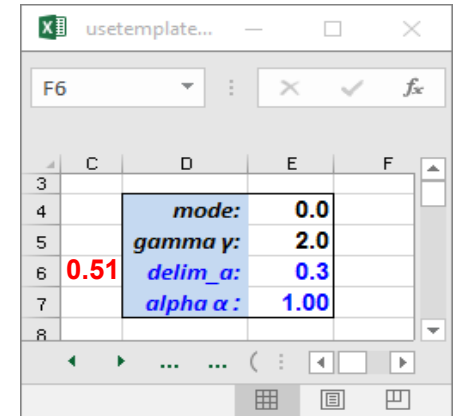 usetemplate...
F6
fx
C D E F
3
4 mode: 0.0
5 gamma γ: 2.0
6 0.51 delim_a: 0.3
7 alpha α : 1.00
8
... ... (